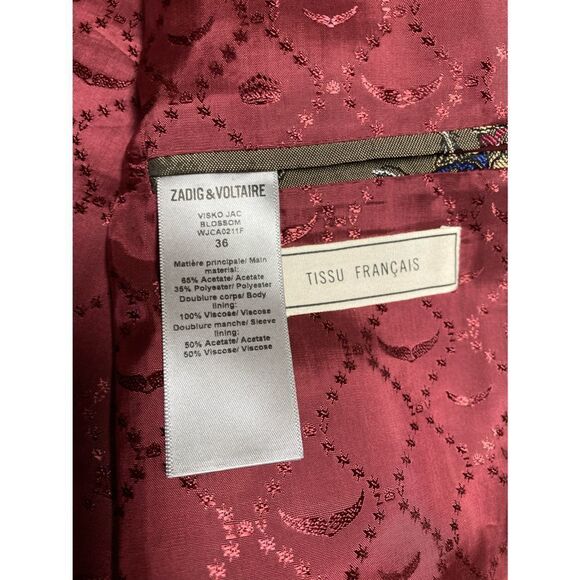 ZADIG & VOLTAIRE
VISKO JAC
BLOSSOM
WJCA0211F
36
Matière principale/ Main
material:
65% Acetate/ Acetate
35% Polyester/ Polyester
Doublure corps/ Body
lining:
100% Viscose/ Viscose
Doublure manche/ Sleeve
lining:
50% Acetate/ Acetate
50% Viscose/ Viscose
TISSU FRANÇAIS